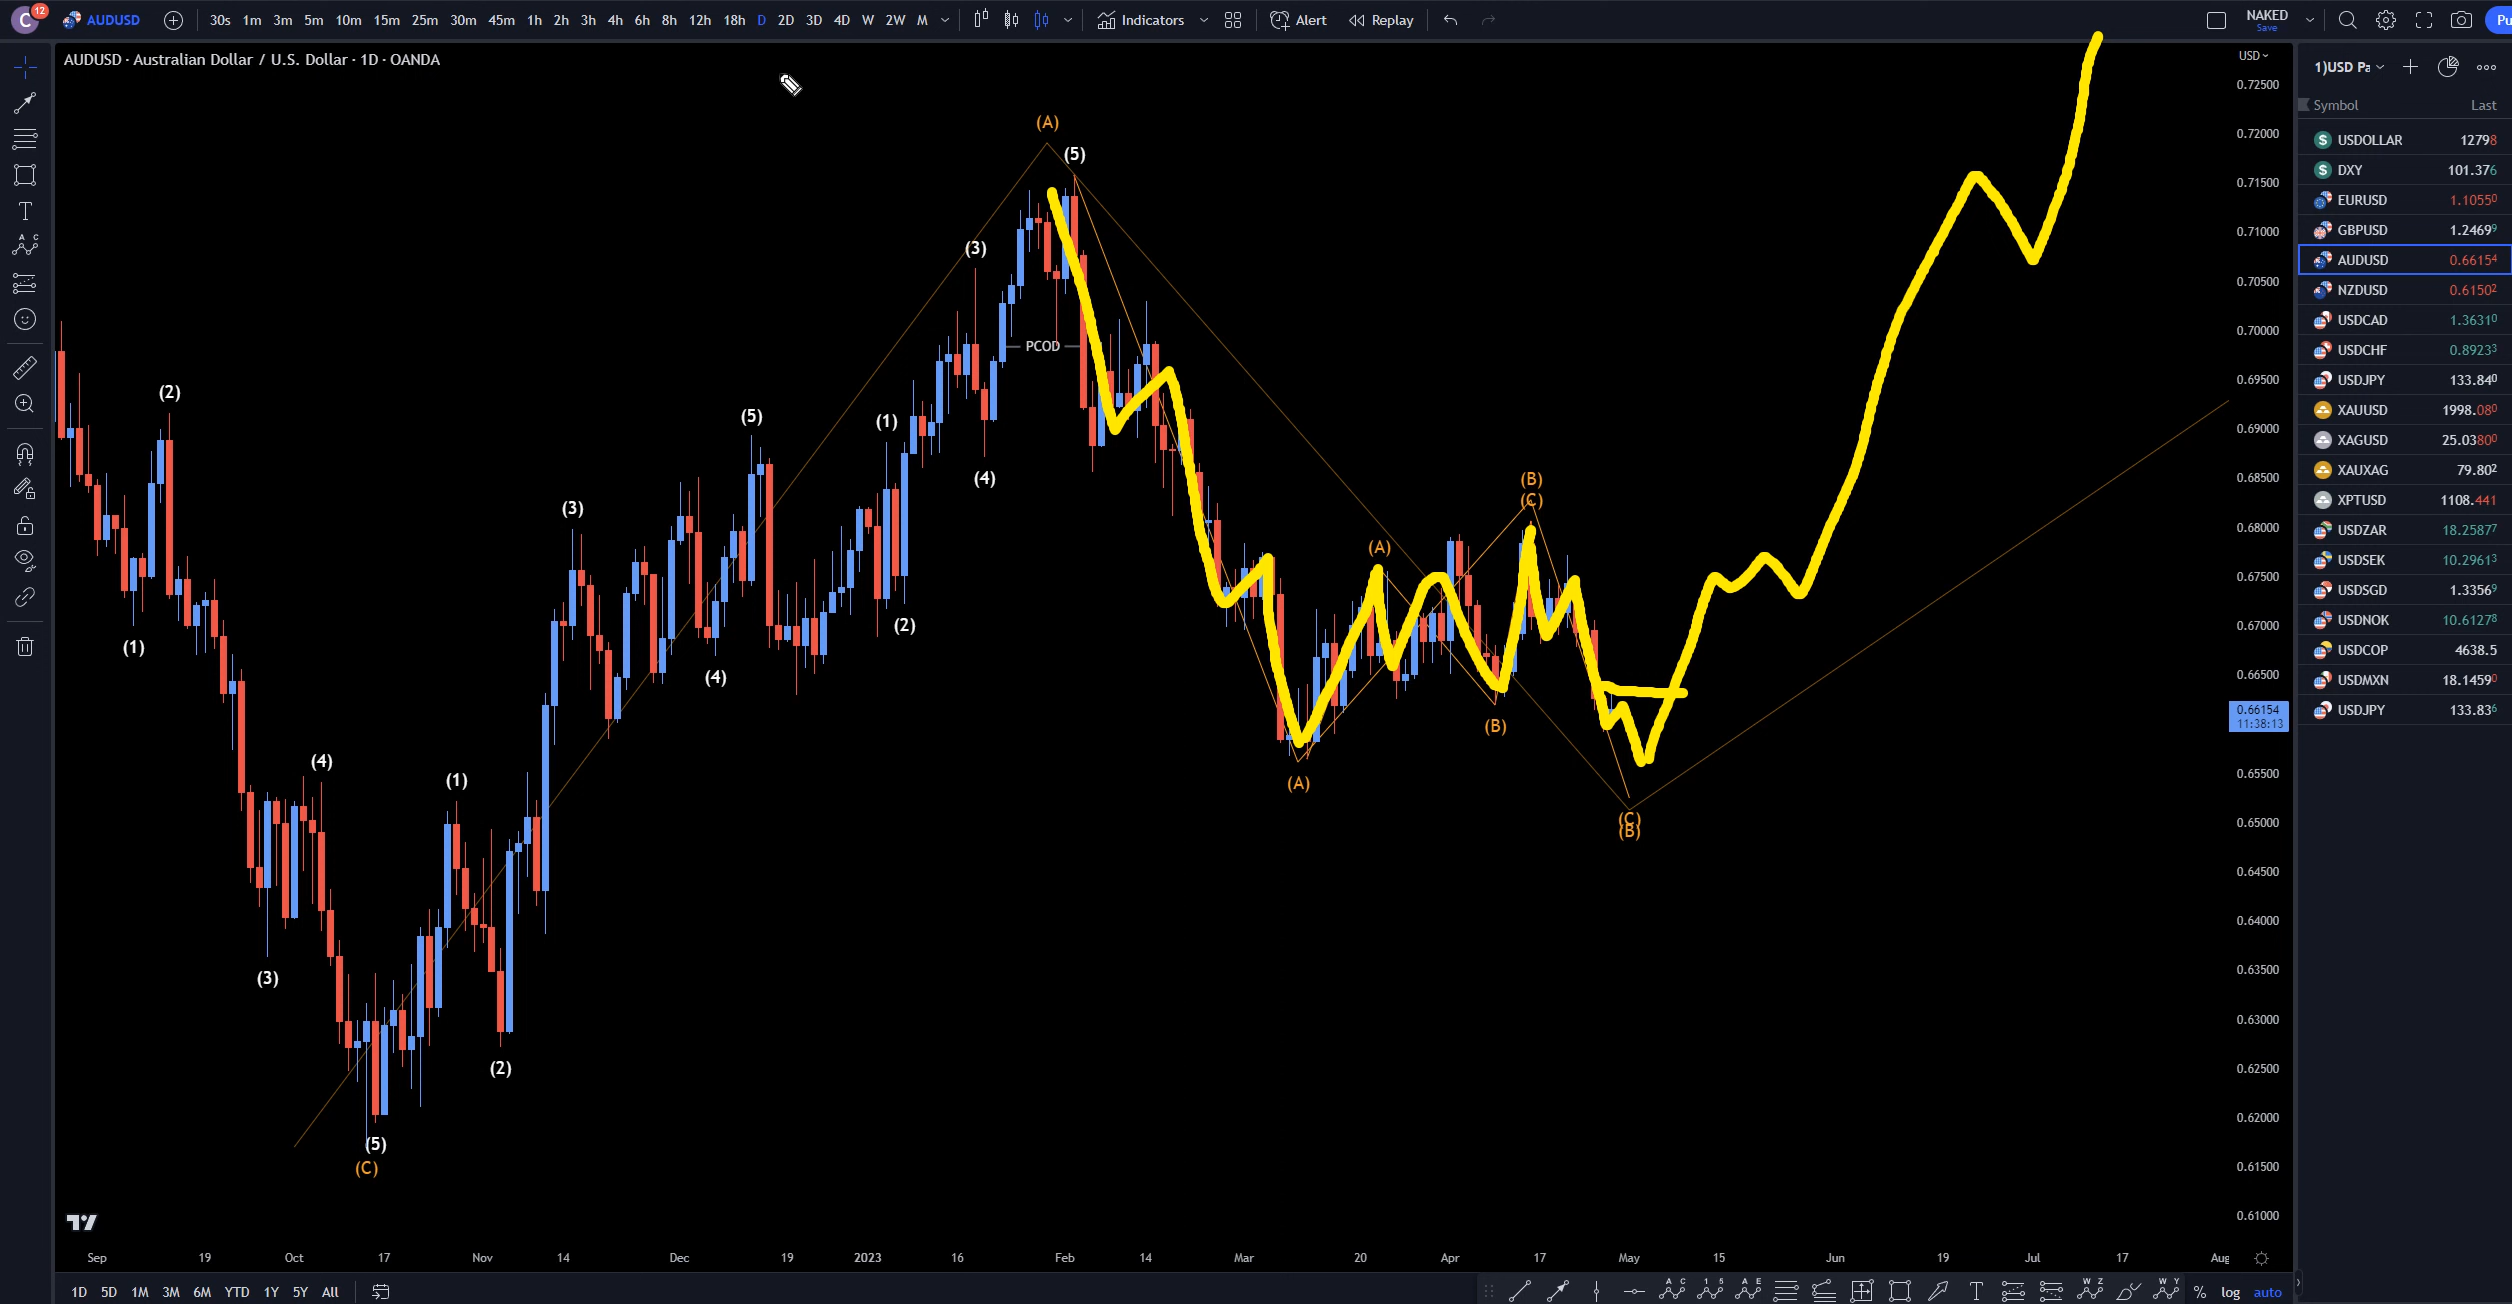 C 12 AUDUSD 30s 1m 3m 5m 10m 15m 25m 30m 45m 1h 2h 3h 4h 6h 8h 12h 18h D 2D 3D 4D W 2W M Indicators Alert Replay NAKED Save Pu
AUDUSD · Australian Dollar / U.S. Dollar · 1D · OANDA
USD
0.72500
0.72000
0.71500
0.71000
0.70500
0.70000
0.69500
0.69000
0.68500
0.68000
0.67500
0.67000
0.66500
0.66154
11:38:13
0.65500
0.65000
0.64500
0.64000
0.63500
0.63000
0.62500
0.62000
0.61500
0.61000
(A)
(5)
(3)
PCOD
(2)
(5)
(1)
(4)
(B)
(C)
(3)
(A)
(2)
(1)
(4)
(B)
(4)
(1)
(A)
(C)
(B)
(3)
(2)
(5)
(C)
Sep 19 Oct 17 Nov 14 Dec 19 2023 16 Feb 14 Mar 20 Apr 17 May 15 Jun 19 Jul 17 Aug
1D 5D 1M 3M 6M YTD 1Y 5Y All % log auto
1)USD Pa
Symbol Last
USDOLLAR 12798
DXY 101.376
EURUSD 1.10550
GBPUSD 1.24699
AUDUSD 0.66154
NZDUSD 0.61502
USDCAD 1.36310
USDCHF 0.89233
USDJPY 133.840
XAUUSD 1998.080
XAGUSD 25.03800
XAUXAG 79.802
XPTUSD 1108.441
USDZAR 18.25877
USDSEK 10.29613
USDSGD 1.33569
USDNOK 10.61278
USDCOP 4638.5
USDMXN 18.14590
USDJPY 133.836